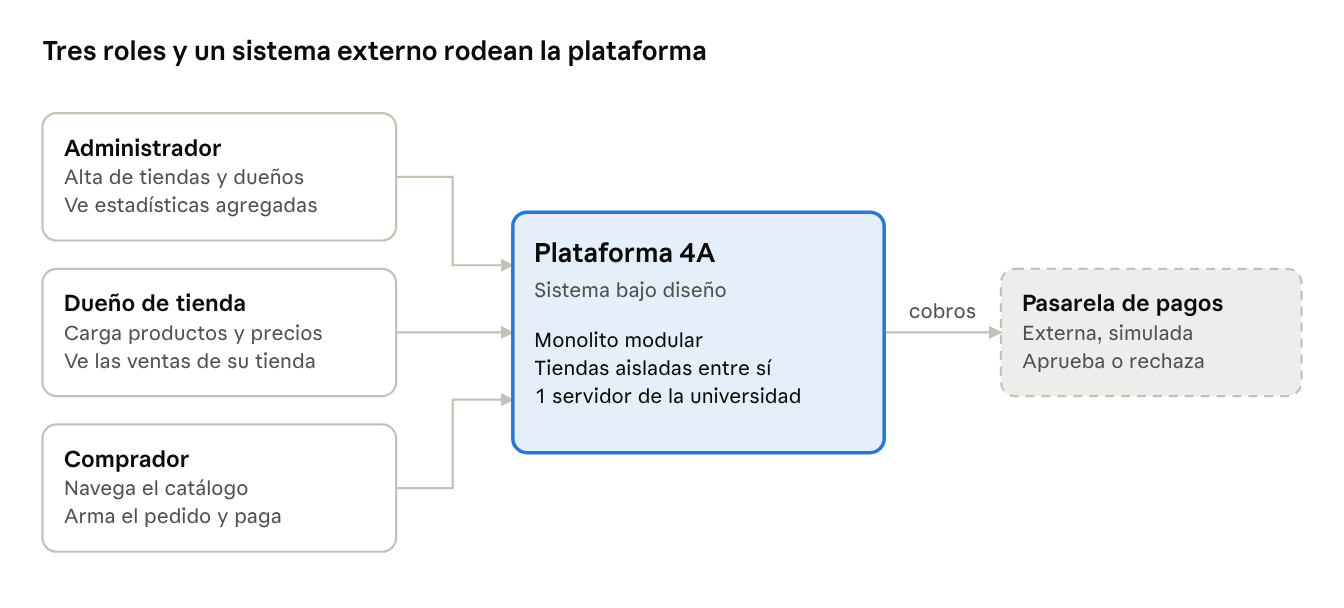 Tres roles y un sistema externo rodean la plataforma
Administrador
Alta de tiendas y dueños
Ve estadísticas agregadas
Dueño de tienda
Carga productos y precios
Ve las ventas de su tienda
Comprador
Navega el catálogo
Arma el pedido y paga
Plataforma 4A
Sistema bajo diseño
Monolito modular
Tiendas aisladas entre sí
1 servidor de la universidad
cobros
Pasarela de pagos
Externa, simulada
Aprueba o rechaza